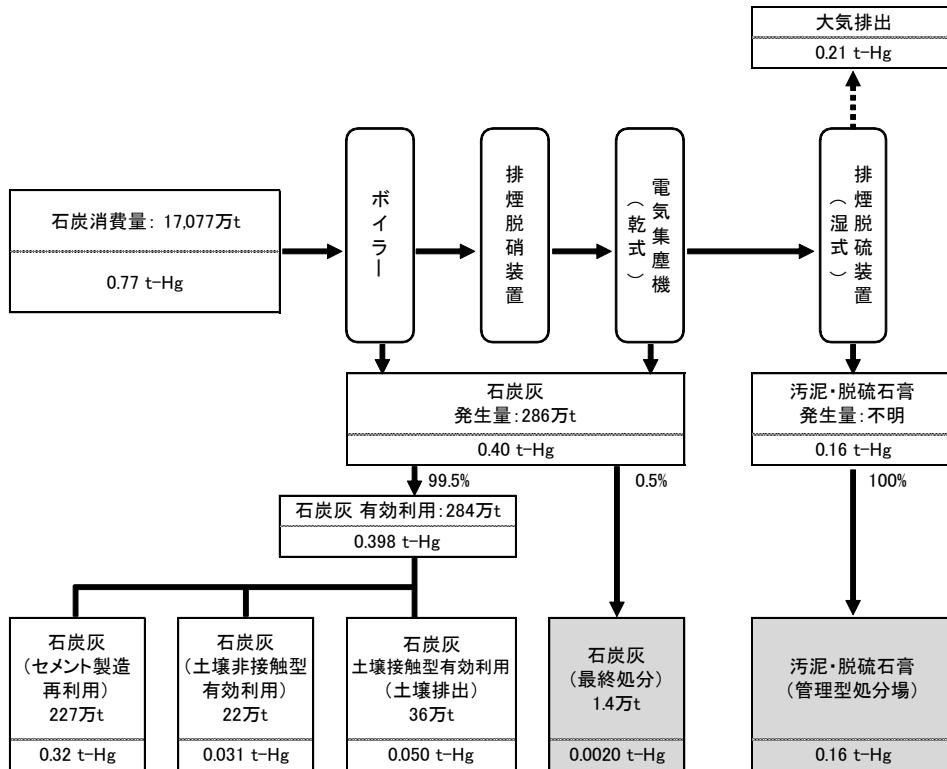 大気排出
0.21 t-Hg
石炭消費量： 17,077万t
0.77 t-Hg
ボイラー
排煙脱硝装置
電気集塵機
（乾式）
排煙脱硫装置
（湿式）
石炭灰
発生量：286万t
0.40 t-Hg
汚泥・脱硫石膏
発生量：不明
0.16 t-Hg
99.5%
0.5%
100%
石炭灰 有効利用：284万t
0.398 t-Hg
石炭灰
（セメント製造
再利用）
227万t
0.32 t-Hg
石炭灰
（土壌非接触型
有効利用）
22万t
0.031 t-Hg
石炭灰
土壌接触型有効利用
（土壌排出）
36万t
0.050 t-Hg
石炭灰
（最終処分）
1.4万t
0.0020 t-Hg
汚泥・脱硫石膏
（管理型処分場）
0.16 t-Hg